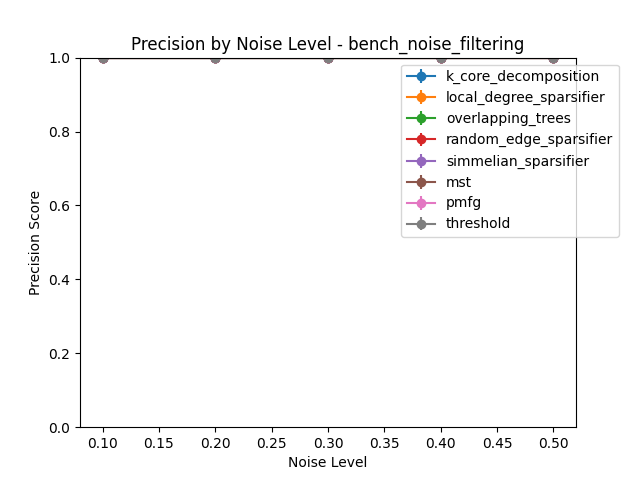 Precision by Noise Level - bench_noise_filtering
1.0
0.8
0.6
0.4
0.2
0.0
Precision Score
k_core_decomposition
local_degree_sparsifier
overlapping_trees
random_edge_sparsifier
simmelian_sparsifier
mst
pmfg
threshold
0.10 0.15 0.20 0.25 0.30 0.35 0.40 0.45 0.50
Noise Level